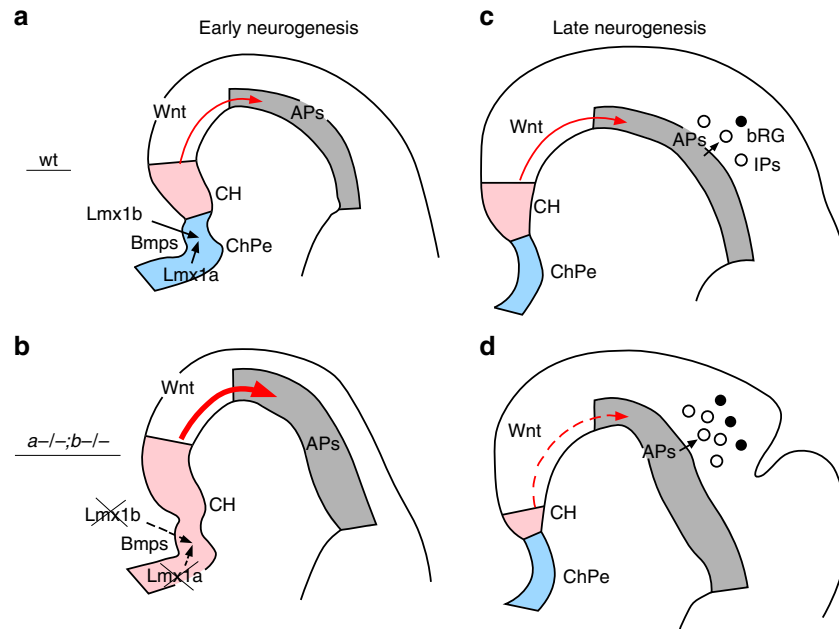 a
Early neurogenesis
c
Late neurogenesis
Wnt
APs
Wnt
APs
bRG
IPs
wt
CH
CH
Lmx1b
Bmps
ChPe
Lmx1a
ChPe
b
d
Wnt
APs
Wnt
APs
a–/–;b–/–
CH
CH
Lmx1b
Bmps
Lmx1a
ChPe